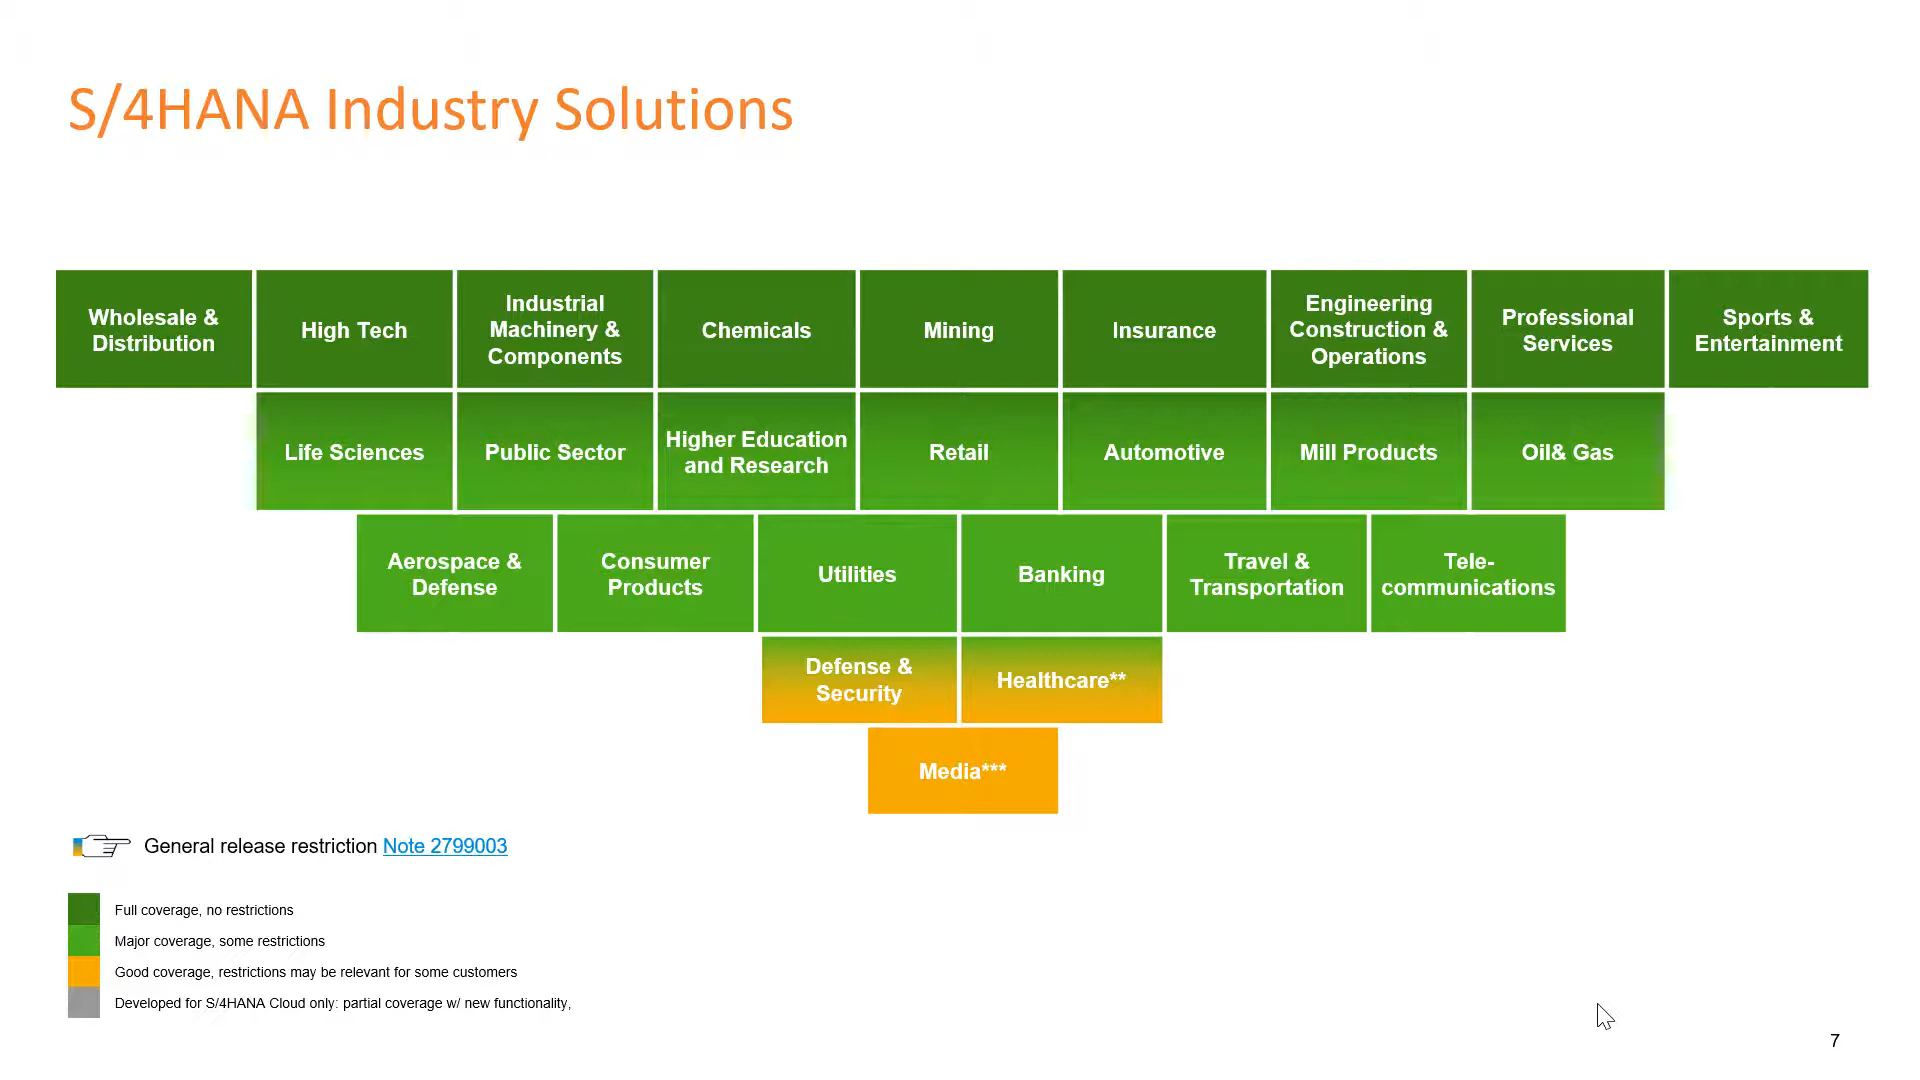 S/4HANA Industry Solutions
Wholesale &
Distribution
High Tech
Industrial
Machinery &
Components
Chemicals
Mining
Insurance
Engineering
Construction &
Operations
Professional
Services
Sports &
Entertainment
Life Sciences
Public Sector
Higher Education
and Research
Retail
Automotive
Mill Products
Oil& Gas
Aerospace &
Defense
Consumer
Products
Utilities
Banking
Travel &
Transportation
Tele-
communications
Defense &
Security
Healthcare**
Media***
General release restriction Note 2799003
Full coverage, no restrictions
Major coverage, some restrictions
Good coverage, restrictions may be relevant for some customers
Developed for S/4HANA Cloud only: partial coverage w/ new functionality,
7